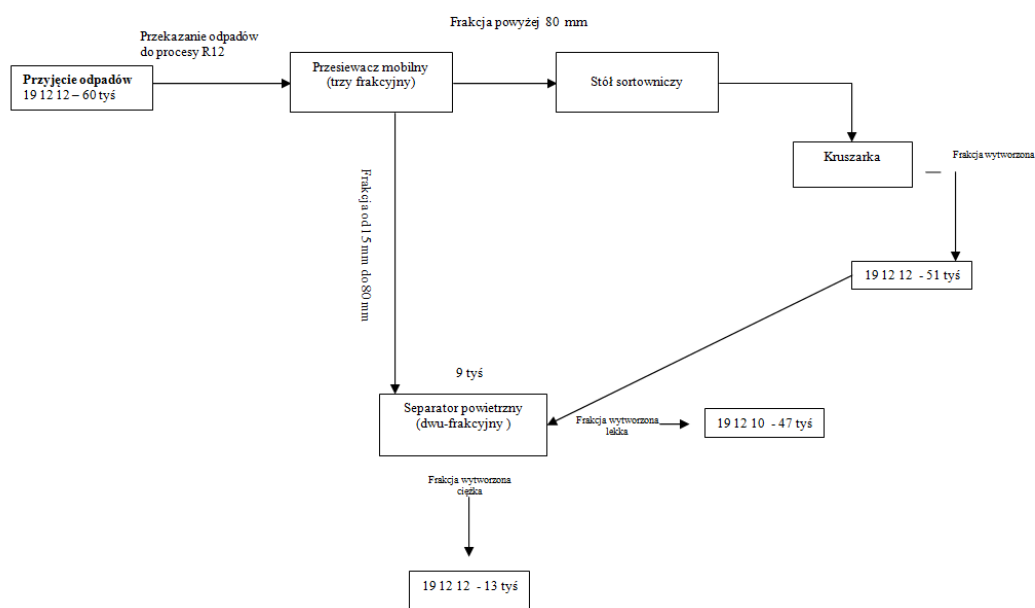 Frakcja powyżej 80 mm
Przekazanie odpadów
do procesy R12
Przyjęcie odpadów
19 12 12 – 60 tyś
Przesiewacz mobilny
(trzy frakcyjny)
Stół sortowniczy
Kruszarka
Frakcja wytworzona
Frakcja od 15 mm do 80 mm
19 12 12 - 51 tyś
9 tyś
Separator powietrzny
(dwu-frakcyjny )
Frakcja wytworzona
lekka
19 12 10 - 47 tyś
Frakcja wytworzona
ciężka
19 12 12 - 13 tyś